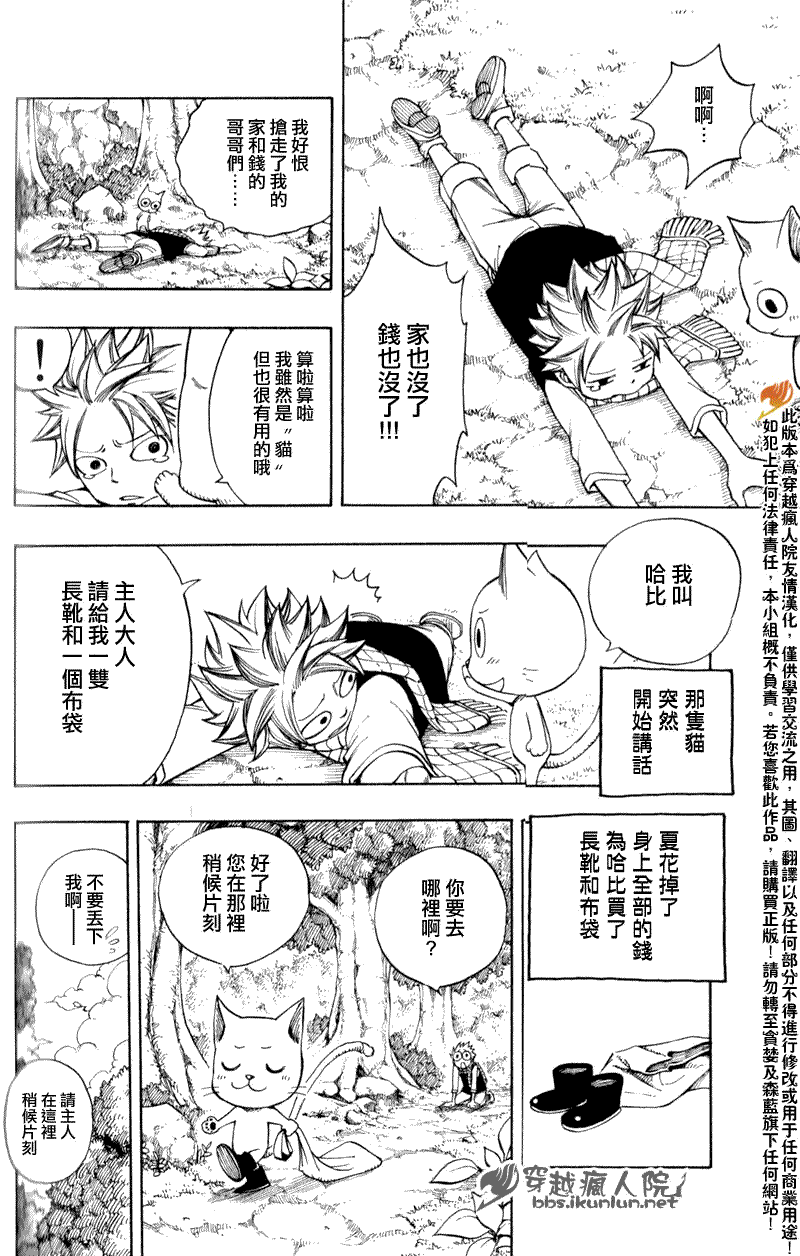 啊啊…
家也沒了
錢也沒了!!!
我好恨
搶走了我的
家和錢的
哥哥們……
算啦算啦
我雖然是〝貓〞
但也很有用的哦
!
我叫
哈比
那隻貓
突然
開始講話
主人大人
請給我一雙
長靴和一個布袋
夏花掉了
身上全部的錢
為哈比買了
長靴和布袋
你要去
哪裡啊?
好了啦
您在那裡
稍候片刻
不要丟下
我啊——
請主人
在這裡
稍候片刻
此版本爲穿越瘋人院友情漢化，僅供學習交流之用，其圖、翻譯以及任何部分不得進行修改或用于任何商業用途！
如犯上任何法律責任，本小組概不負責。若您喜歡此作品，請購買正版！請勿轉至貪婪及森藍旗下任何網站！
穿越瘋人院
bbs.ikunlun.net